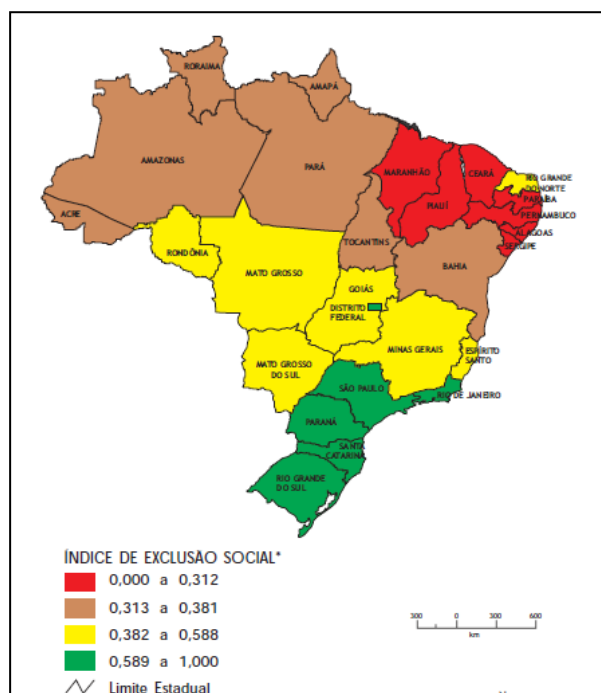 RORAIMA
AMAPÁ
AMAZONAS
PARÁ
MARANHÃO
CEARÁ
RIO GRANDE
DO NORTE
PARAÍBA
PIAUÍ
PERNAMBUCO
ACRE
ALAGOAS
SERGIPE
TOCANTINS
RONDÔNIA
BAHIA
MATO GROSSO
GOIÁS
DISTRITO
FEDERAL
MINAS GERAIS
ESPÍRITO
SANTO
MATO GROSSO
DO SUL
SÃO PAULO
RIO DE JANEIRO
PARANÁ
SANTA
CATARINA
RIO GRANDE
DO SUL
ÍNDICE DE EXCLUSÃO SOCIAL*
0,000 a 0,312
0,313 a 0,381
0,382 a 0,588
0,589 a 1,000
300 0 300 600
km
Limite Estadual